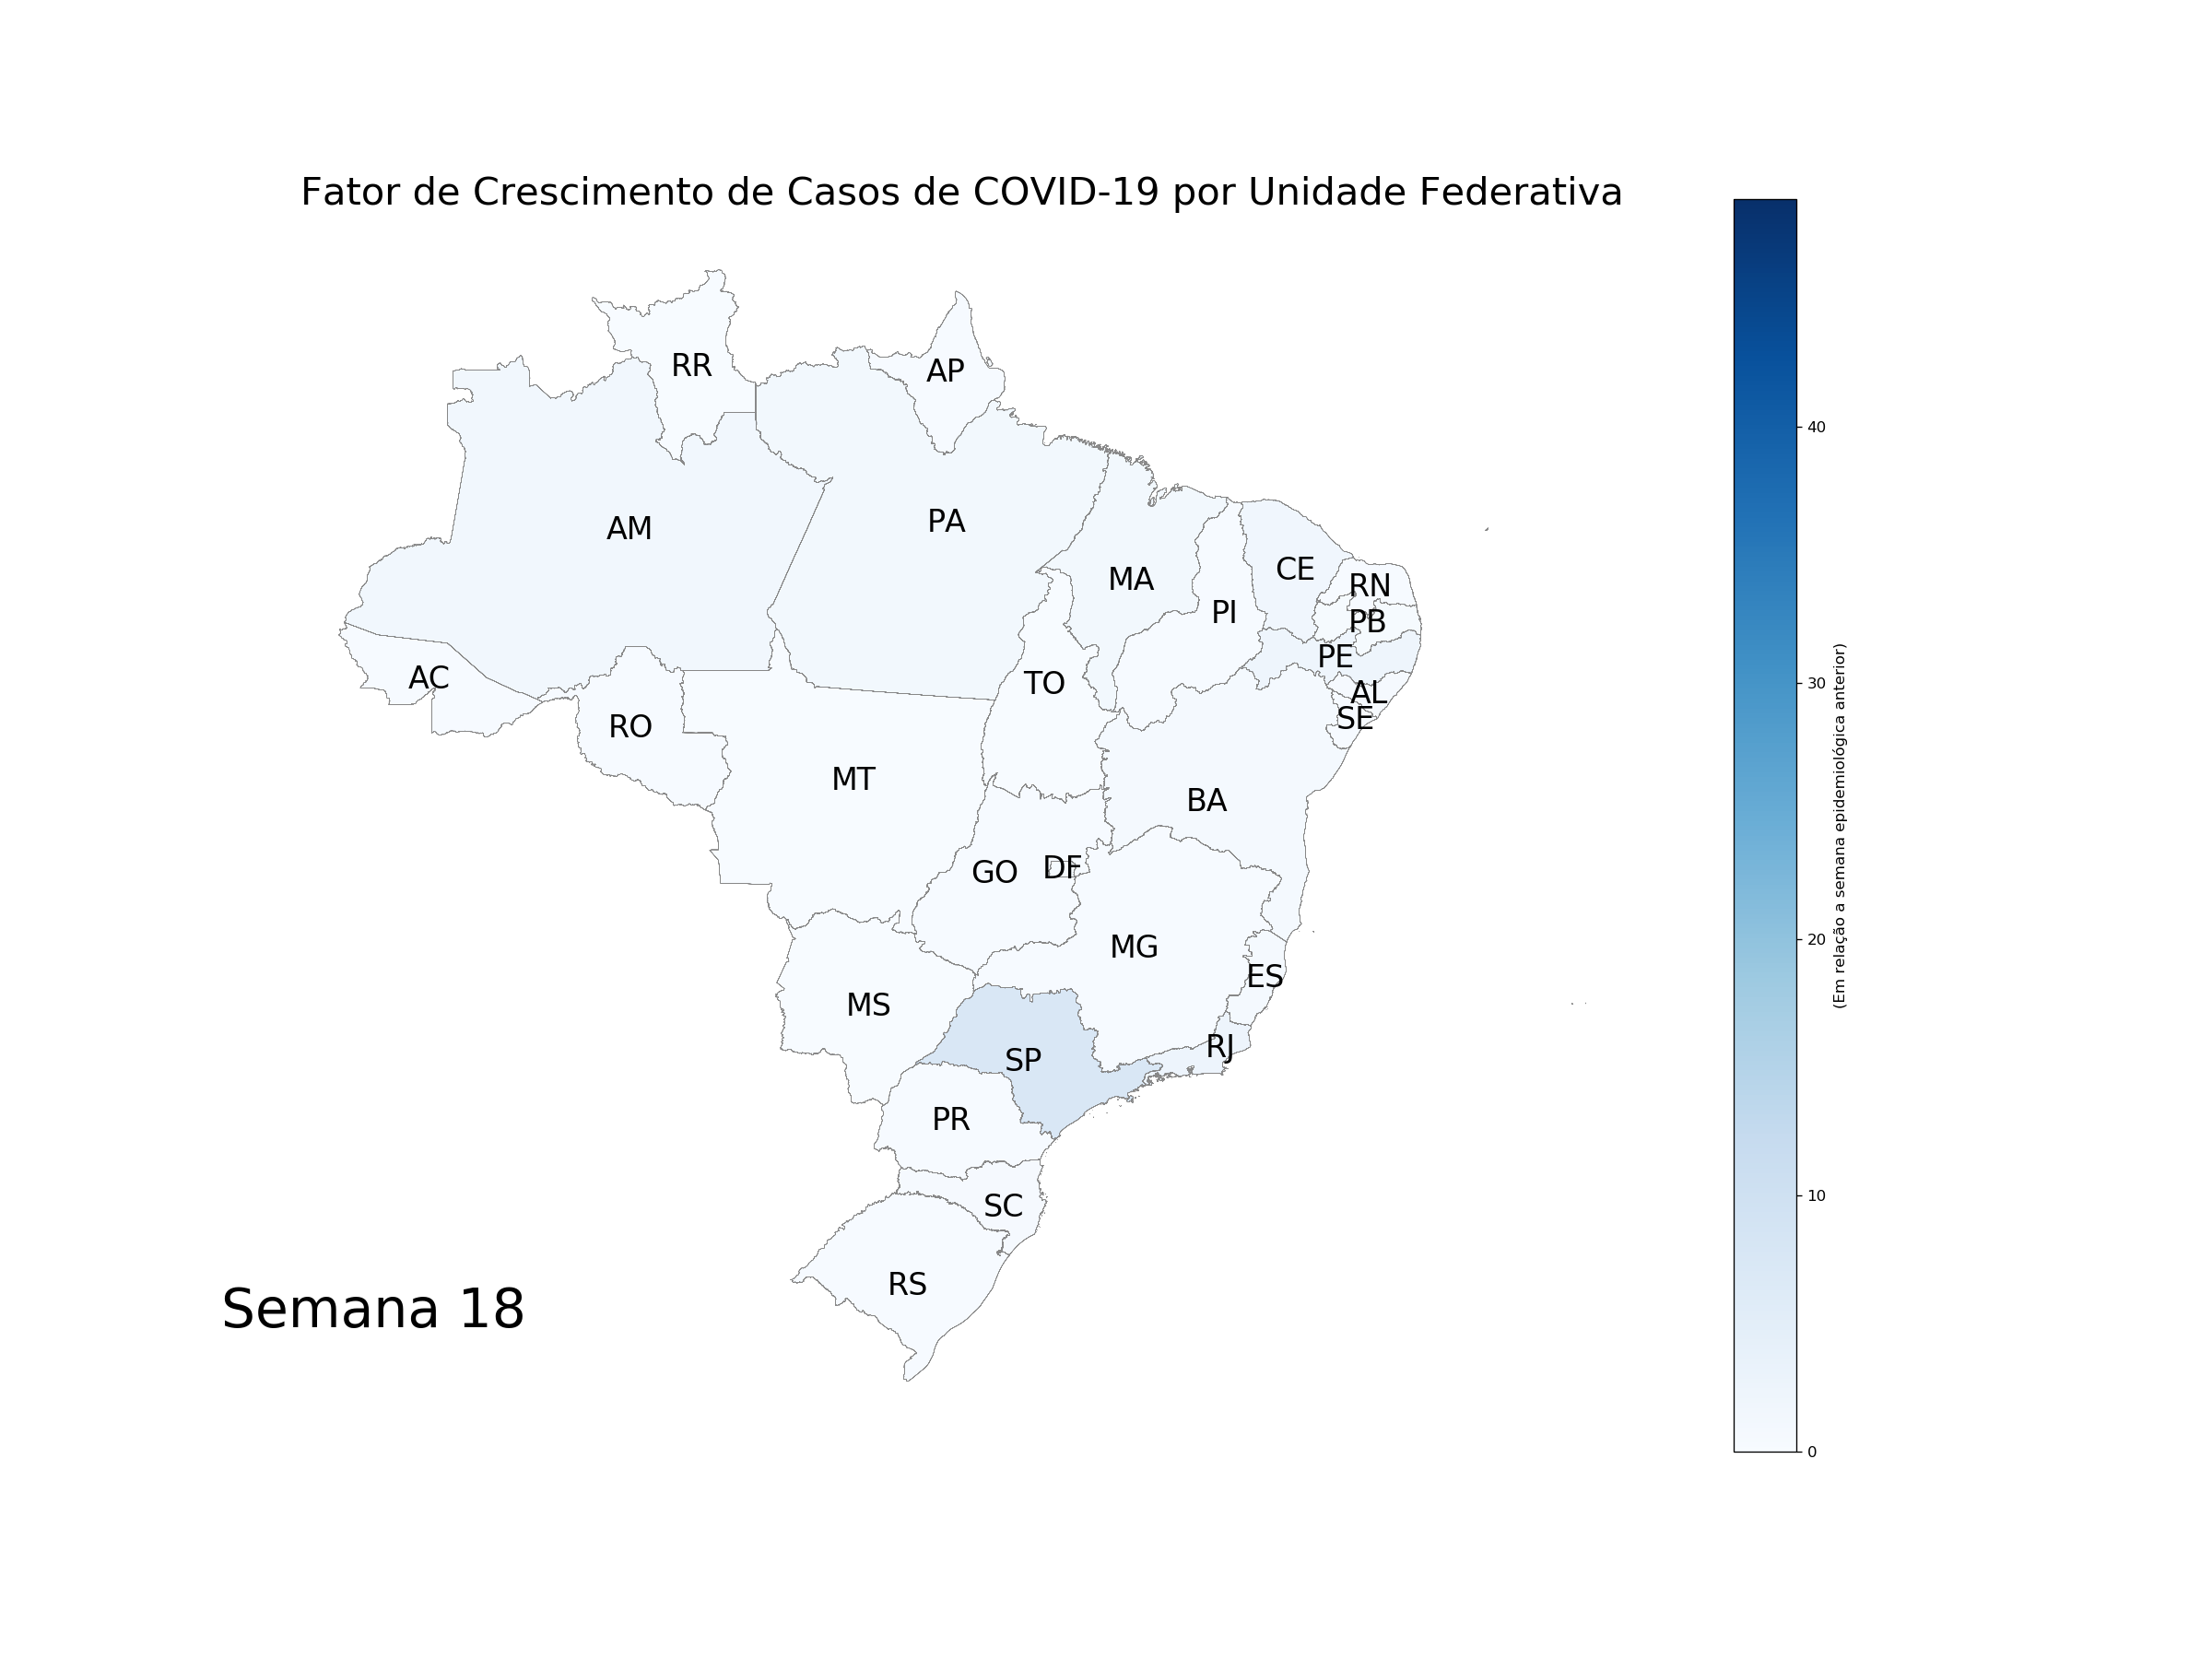 Fator de Crescimento de Casos de COVID-19 por Unidade Federativa
RR
AP
AM
PA
MA
CE
RN
PI
PB
PE
AC
TO
AL
SE
RO
MT
BA
GO
DF
MG
ES
MS
RJ
SP
PR
SC
RS
Semana 18
40
30
20
10
0
(Em relação a semana epidemiológica anterior)